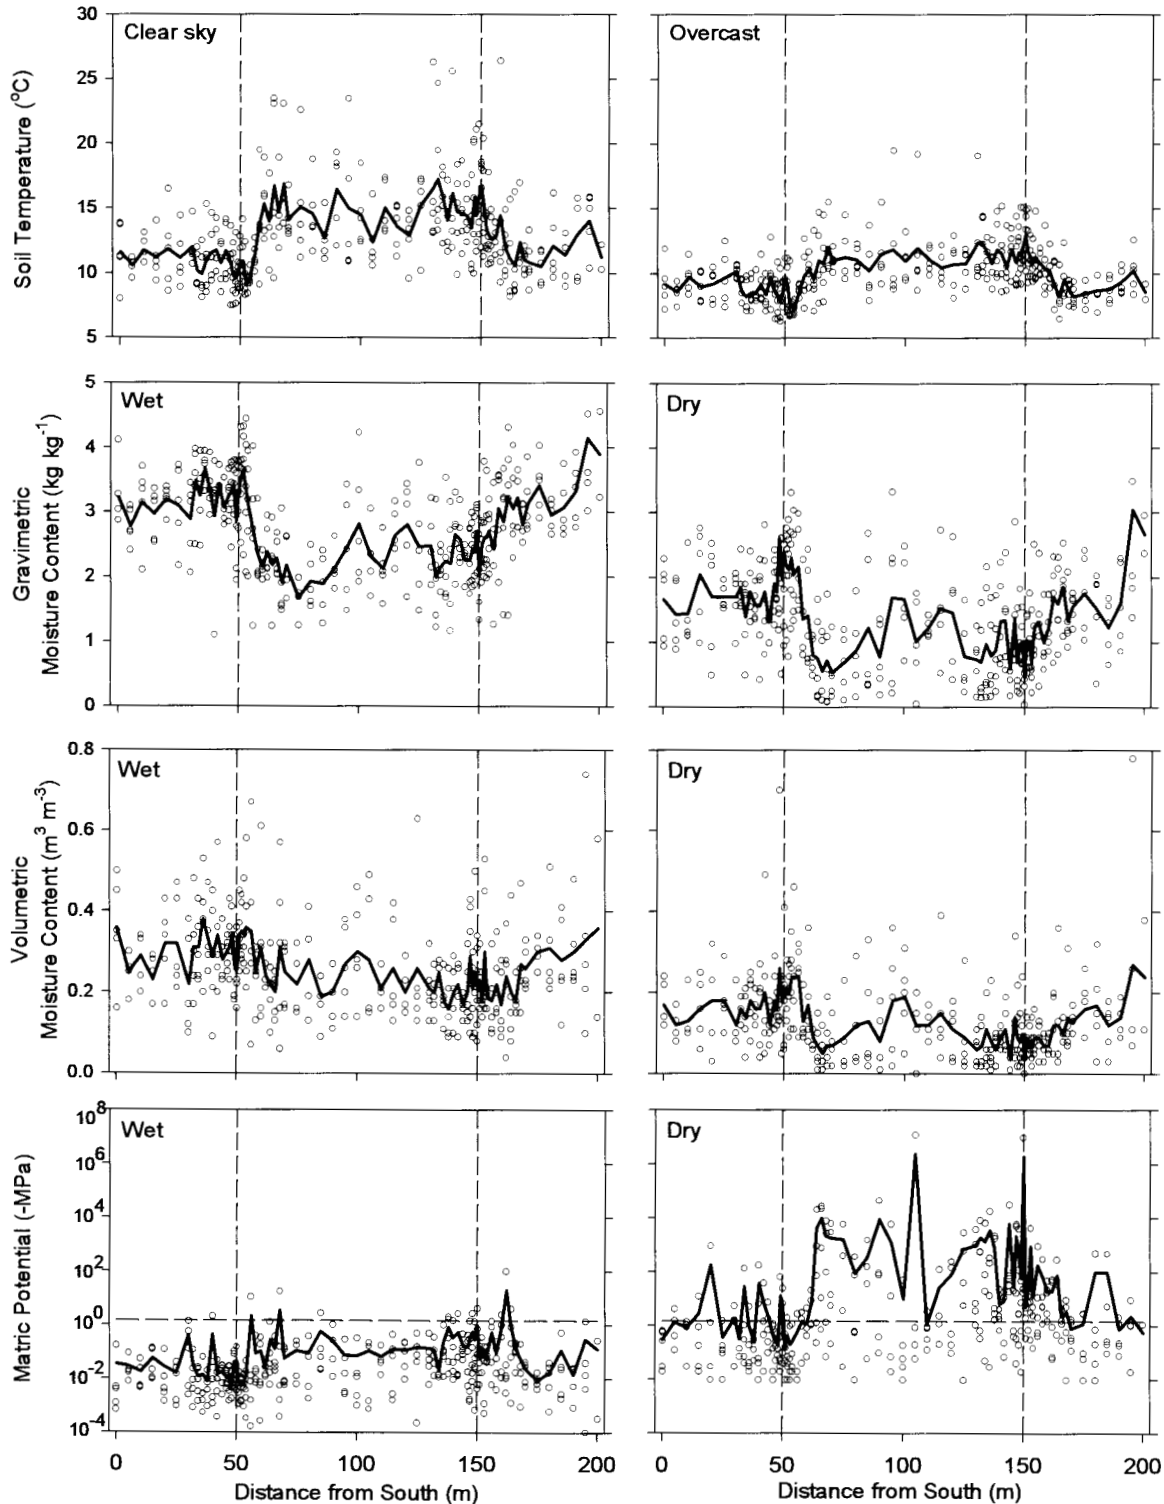 Clear sky
Overcast
Soil Temperature (°C)
30
25
20
15
10
5
Wet
Dry
Gravimetric
Moisture Content (kg kg⁻¹)
5
4
3
2
1
0
Wet
Dry
Volumetric
Moisture Content (m³ m⁻³)
0.8
0.6
0.4
0.2
0.0
Wet
Dry
Matric Potential (-MPa)
10⁸
10⁶
10⁴
10²
10⁰
10⁻²
10⁻⁴
0 50 100 150 200
0 50 100 150 200
Distance from South (m)
Distance from South (m)